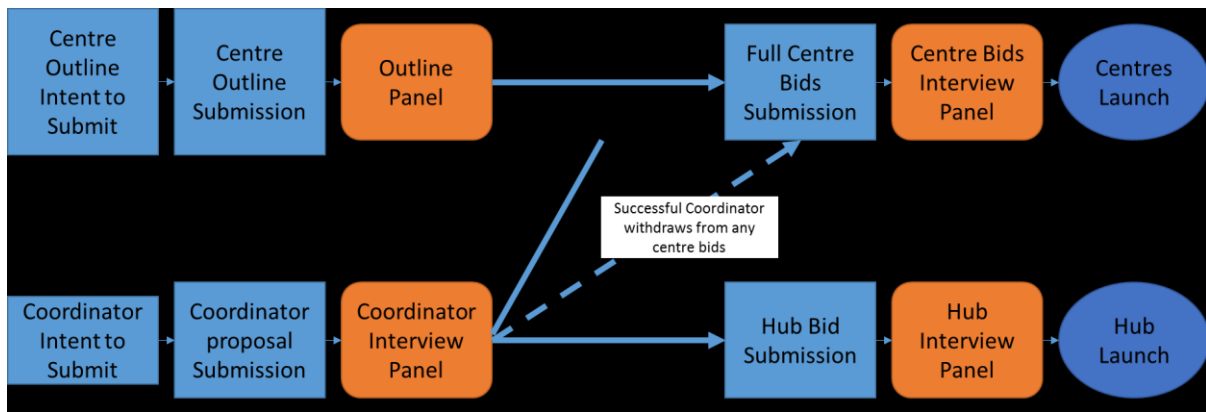 Centre
Outline
Intent to
Submit
Centre
Outline
Submission
Outline
Panel
Full Centre
Bids
Submission
Centre Bids
Interview
Panel
Centres
Launch
Successful Coordinator
withdraws from any
centre bids
Coordinator
Intent to
Submit
Coordinator
proposal
Submission
Coordinator
Interview
Panel
Hub Bid
Submission
Hub
Interview
Panel
Hub
Launch